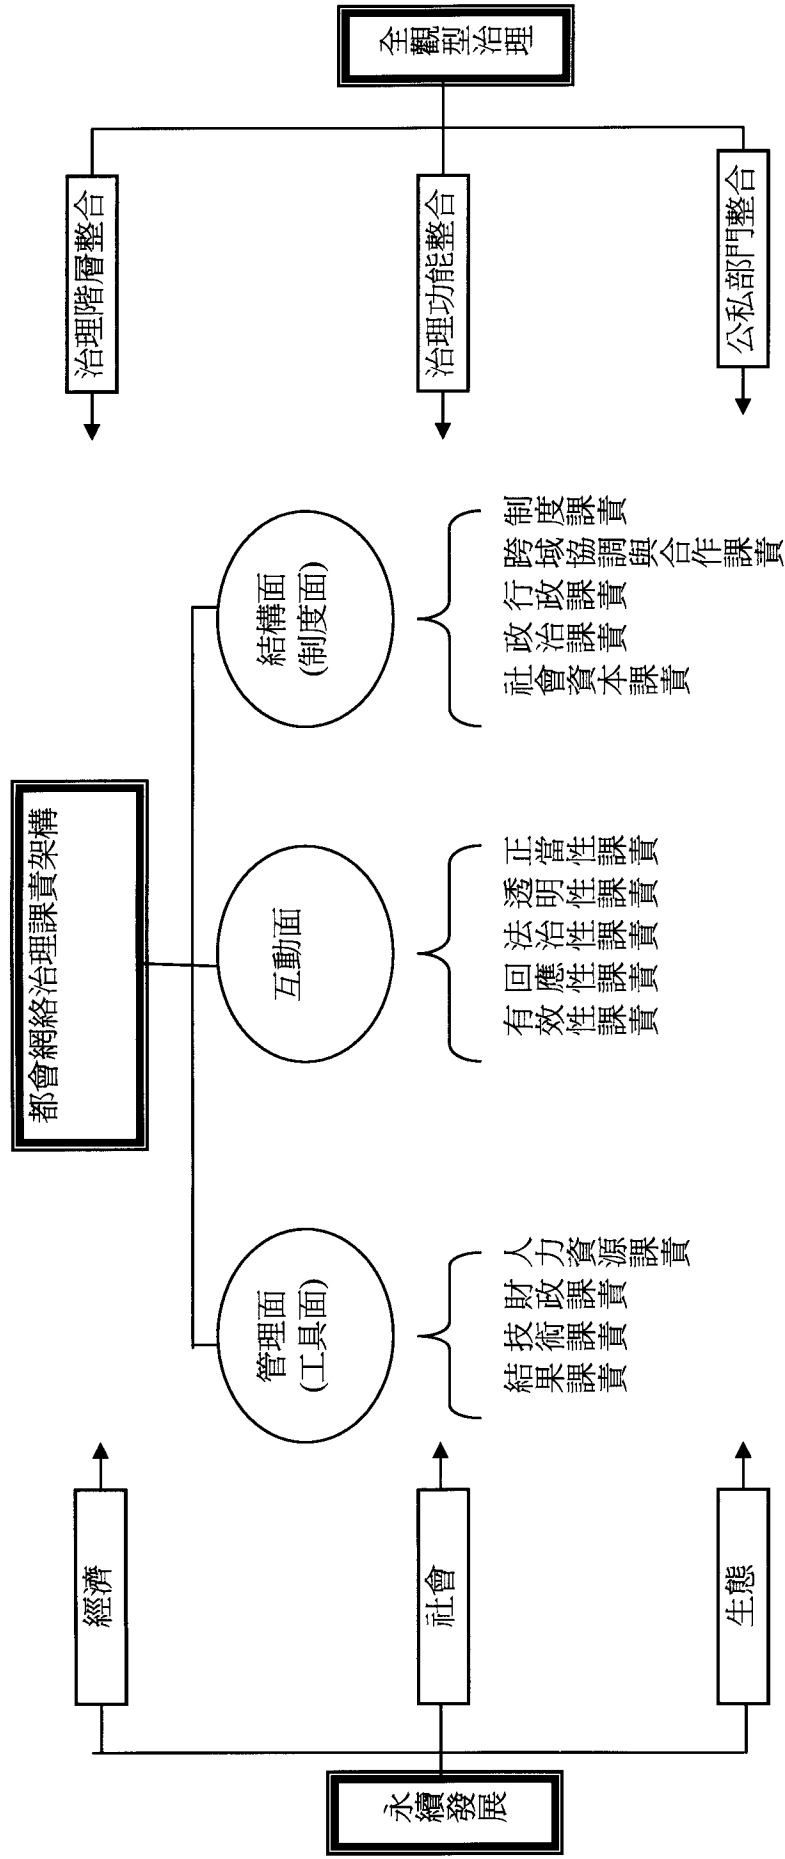 都會網絡治理課責架構
永續發展
經濟
社會
生態
管理面
(工具面)
人力資源課責
財政課責
技術課責
結果課責
互動面
正當性課責
透明性課責
法治性課責
回應性課責
有效性課責
結構面
(制度面)
制度課責
跨域協調與合作課責
行政課責
政治課責
社會資本課責
治理階層整合
治理功能整合
公私部門整合
全觀型治理